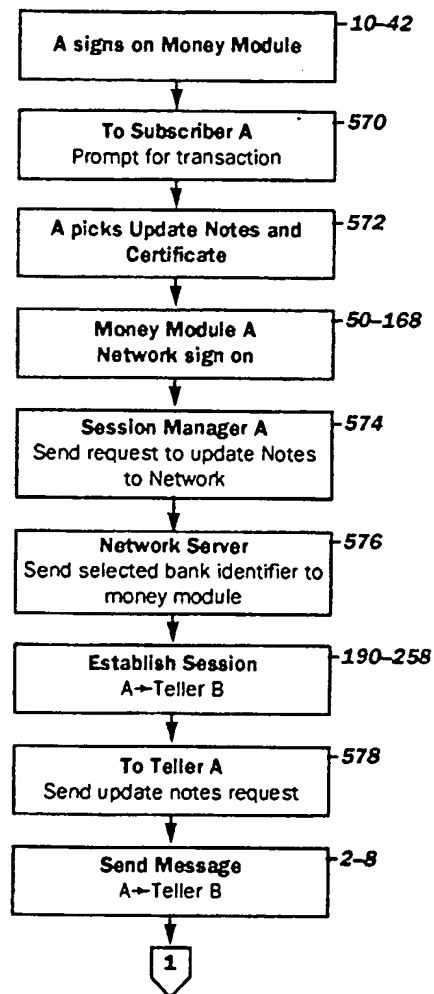 A signs on Money Module
10–42
To Subscriber A
Prompt for transaction
570
A picks Update Notes and
Certificate
572
Money Module A
Network sign on
50–168
Session Manager A
Send request to update Notes
to Network
574
Network Server
Send selected bank identifier to
money module
576
Establish Session
A→Teller B
190–258
To Teller A
Send update notes request
578
Send Message
A→Teller B
2–8
1